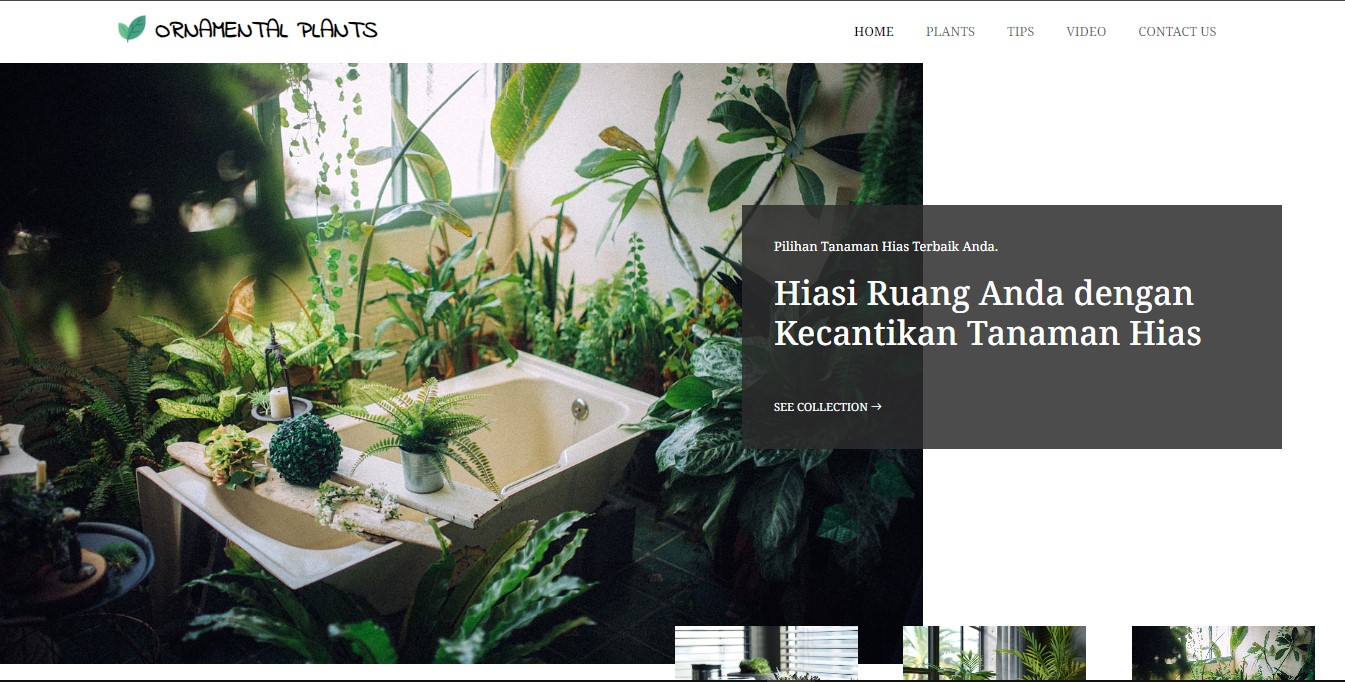 ORNAMENTAL PLANTS
HOME PLANTS TIPS VIDEO CONTACT US
Pilihan Tanaman Hias Terbaik Anda.
Hiasi Ruang Anda dengan
Kecantikan Tanaman Hias
SEE COLLECTION →